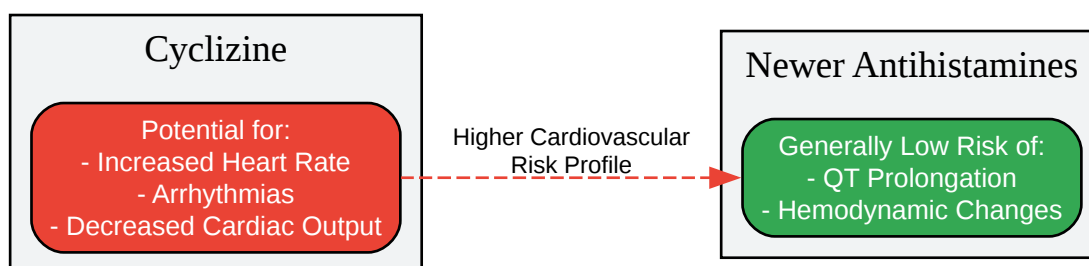 Cyclizine
Potential for:
- Increased Heart Rate
- Arrhythmias
- Decreased Cardiac Output
Higher Cardiovascular
Risk Profile
Newer Antihistamines
Generally Low Risk of:
- QT Prolongation
- Hemodynamic Changes